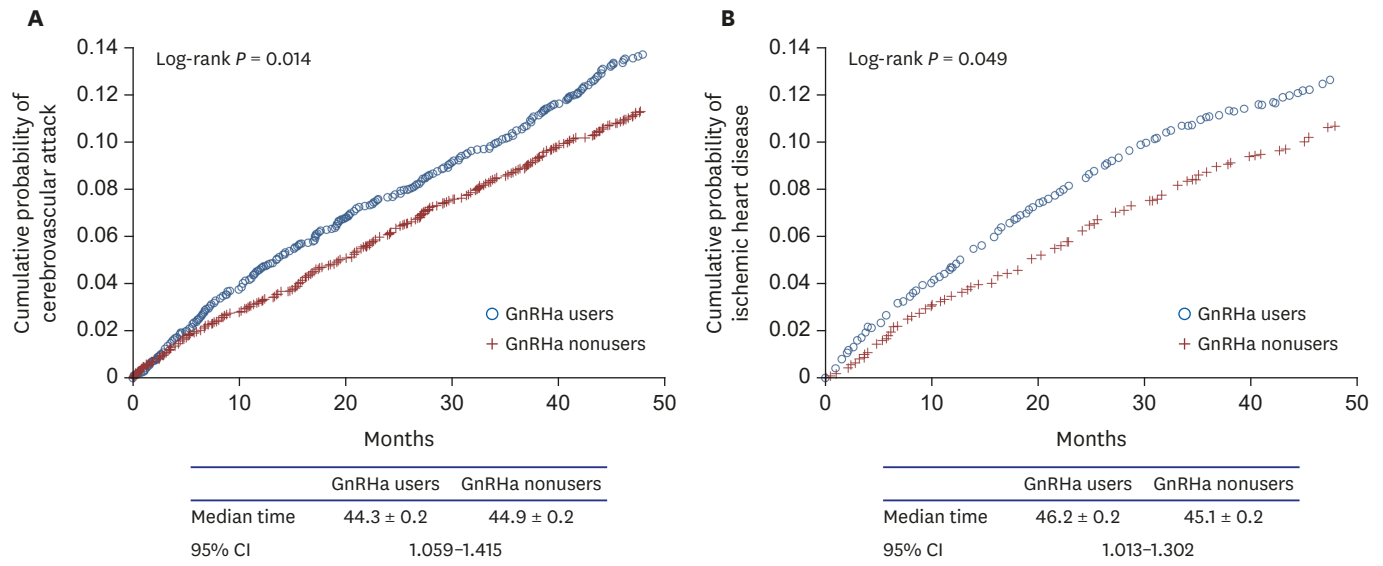 A
Log-rank P = 0.014
Cumulative probability of
cerebrovascular attack
0.14
0.12
0.10
0.08
0.06
0.04
0.02
0
0 10 20 30 40 50
Months
GnRHa users
GnRHa nonusers
GnRHa users GnRHa nonusers
Median time 44.3 ± 0.2 44.9 ± 0.2
95% CI 1.059–1.415
B
Log-rank P = 0.049
Cumulative probability of
ischemic heart disease
0.14
0.12
0.10
0.08
0.06
0.04
0.02
0
0 10 20 30 40 50
Months
GnRHa users
GnRHa nonusers
GnRHa users GnRHa nonusers
Median time 46.2 ± 0.2 45.1 ± 0.2
95% CI 1.013–1.302